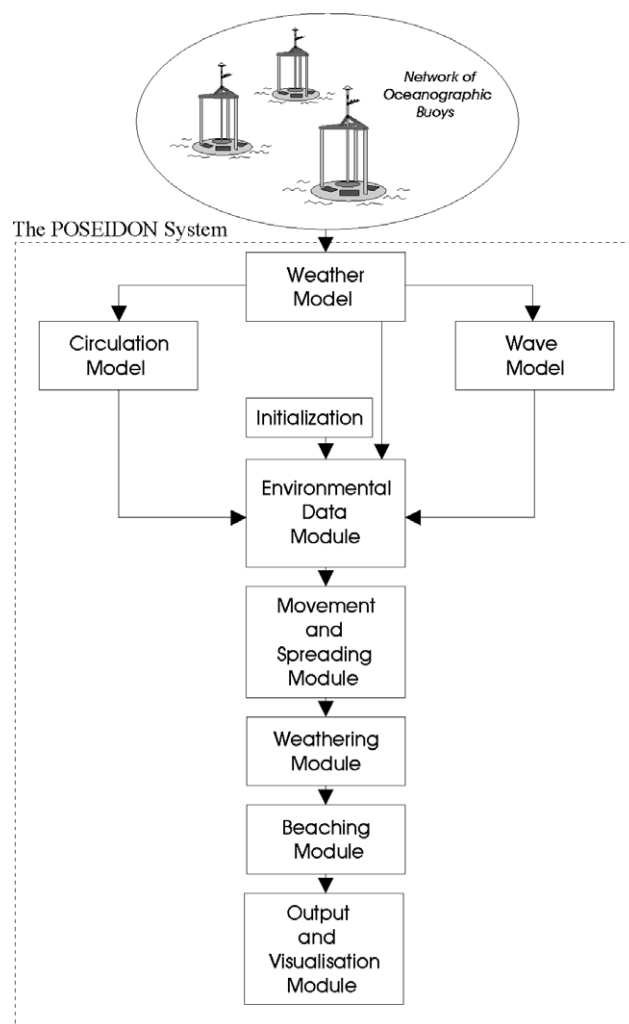 Network of
Oceanographic
Buoys
The POSEIDON System
Weather
Model
Circulation
Model
Wave
Model
Initialization
Environmental
Data
Module
Movement
and
Spreading
Module
Weathering
Module
Beaching
Module
Output
and
Visualisation
Module